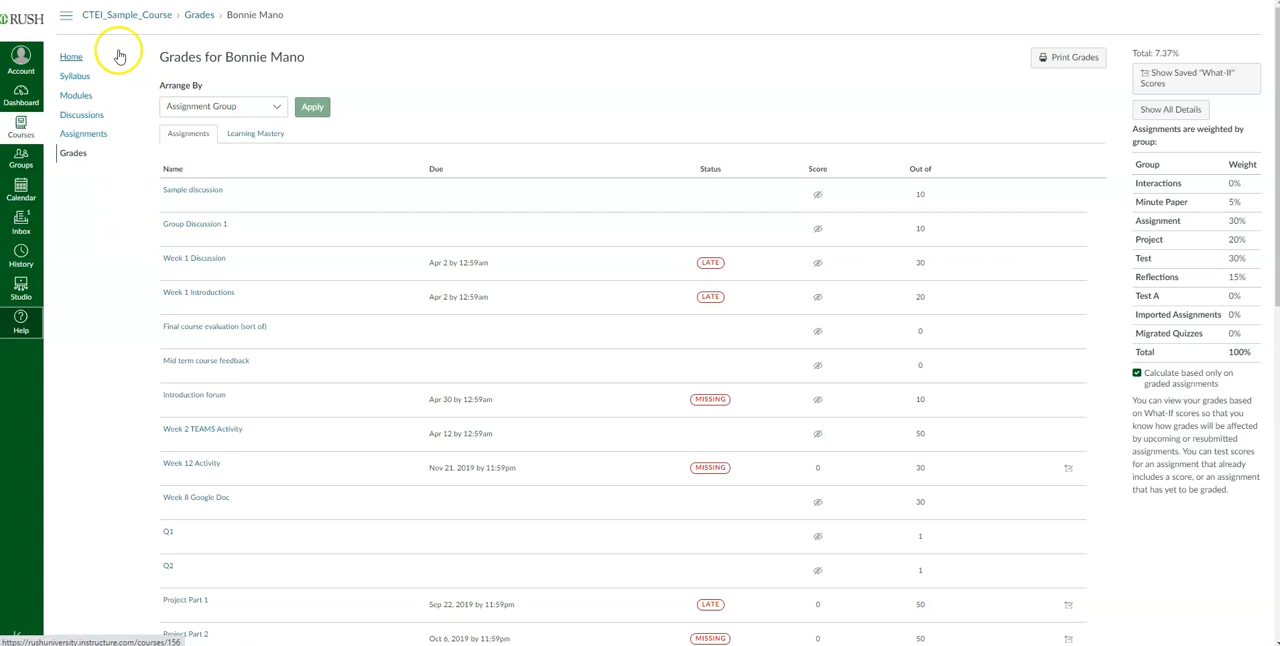 RUSH
CTEI_Sample_Course › Grades › Bonnie Mano
Account
Dashboard
Courses
Groups
Calendar
1
Inbox
History
Studio
Help
Home
Syllabus
Modules
Discussions
Assignments
Grades
Grades for Bonnie Mano
Print Grades
Arrange By
Assignment Group
Apply
Assignments Learning Mastery
Name Due Status Score Out of
Sample discussion 10
Group Discussion 1 10
Week 1 Discussion Apr 2 by 12:59am LATE 30
Week 1 Introductions Apr 2 by 12:59am LATE 20
Final course evaluation (sort of) 0
Mid term course feedback 0
Introduction forum Apr 30 by 12:59am MISSING 10
Week 2 TEAMS Activity Apr 12 by 12:59am 50
Week 12 Activity Nov 21, 2019 by 11:59pm MISSING 0 30
Week 8 Google Doc 30
Q1 1
Q2 1
Project Part 1 Sep 22, 2019 by 11:59pm LATE 0 50
Project Part 2 Oct 6, 2019 by 11:59pm MISSING 0 50
Total: 7.37%
Show Saved "What-If"
Scores
Show All Details
Assignments are weighted by
group:
Group Weight
Interactions 0%
Minute Paper 5%
Assignment 30%
Project 20%
Test 30%
Reflections 15%
Test A 0%
Imported Assignments 0%
Migrated Quizzes 0%
Total 100%
Calculate based only on
graded assignments
You can view your grades based
on What-If scores so that you
know how grades will be affected
by upcoming or resubmitted
assignments. You can test scores
for an assignment that already
includes a score, or an assignment
that has yet to be graded.
https://rushuniversity.instructure.com/courses/156